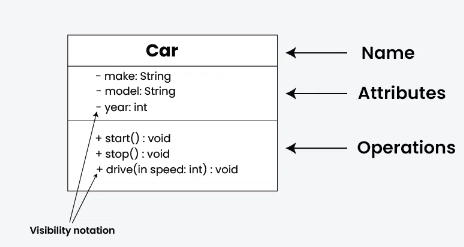 Car
Name
- make: String
- model: String
- year: int
Attributes
+ start() : void
+ stop() : void
+ drive(in speed: int) : void
Operations
Visibility notation